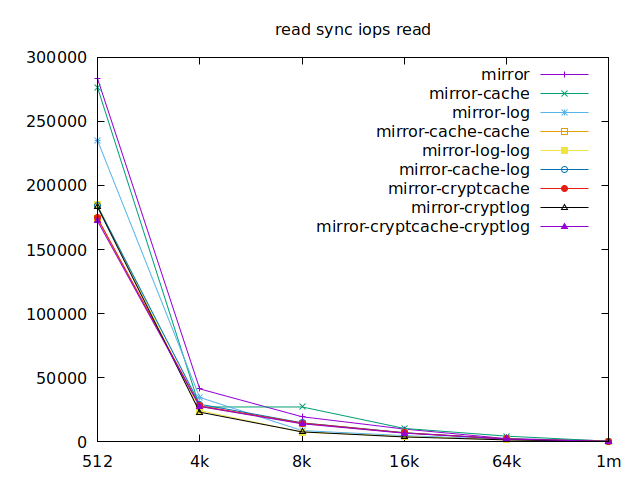 read sync iops read
300000
250000
200000
150000
100000
50000
0
mirror
mirror-cache
mirror-log
mirror-cache-cache
mirror-log-log
mirror-cache-log
mirror-cryptcache
mirror-cryptlog
mirror-cryptcache-cryptlog
512 4k 8k 16k 64k 1m